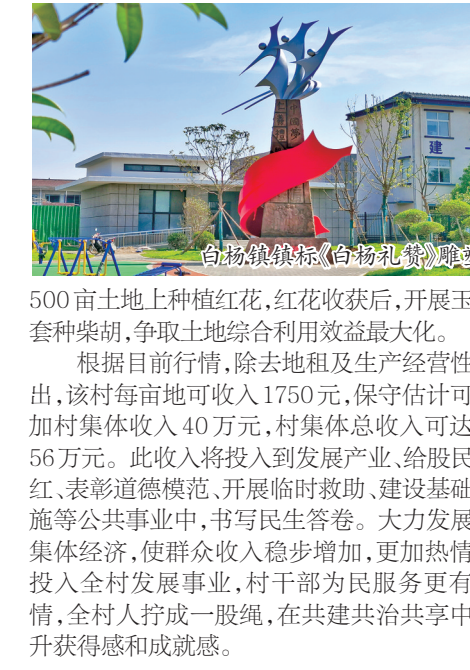 建
白杨镇镇标《白杨礼赞》雕塑
500亩土地上种植红花,红花收获后,开展玉
套种柴胡,争取土地综合利用效益最大化。
根据目前行情,除去地租及生产经营性
出,该村每亩地可收入1750元,保守估计可
加村集体收入40万元,村集体总收入可达
56万元。此收入将投入到发展产业、给股民
红、表彰道德模范、开展临时救助、建设基础
施等公共事业中,书写民生答卷。大力发展
集体经济,使群众收入稳步增加,更加热情
投入全村发展事业,村干部为民服务更有
情,全村人拧成一股绳,在共建共治共享中
升获得感和成就感。